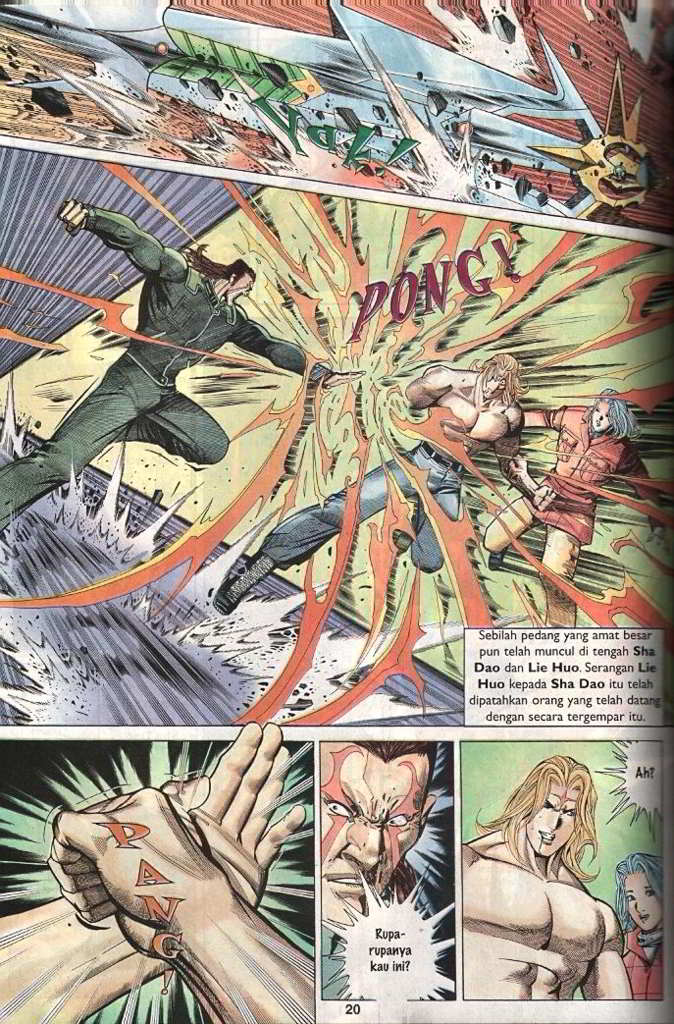 Yah!
PONG!
Sebilah pedang yang amat besar
pun telah muncul di tengah Sha
Dao dan Lie Huo. Serangan Lie
Huo kepada Sha Dao itu telah
dipatahkan orang yang telah datang
dengan secara tergempar itu.
PANG!
Rupa-
rupanya
kau ini?
Ah?
20